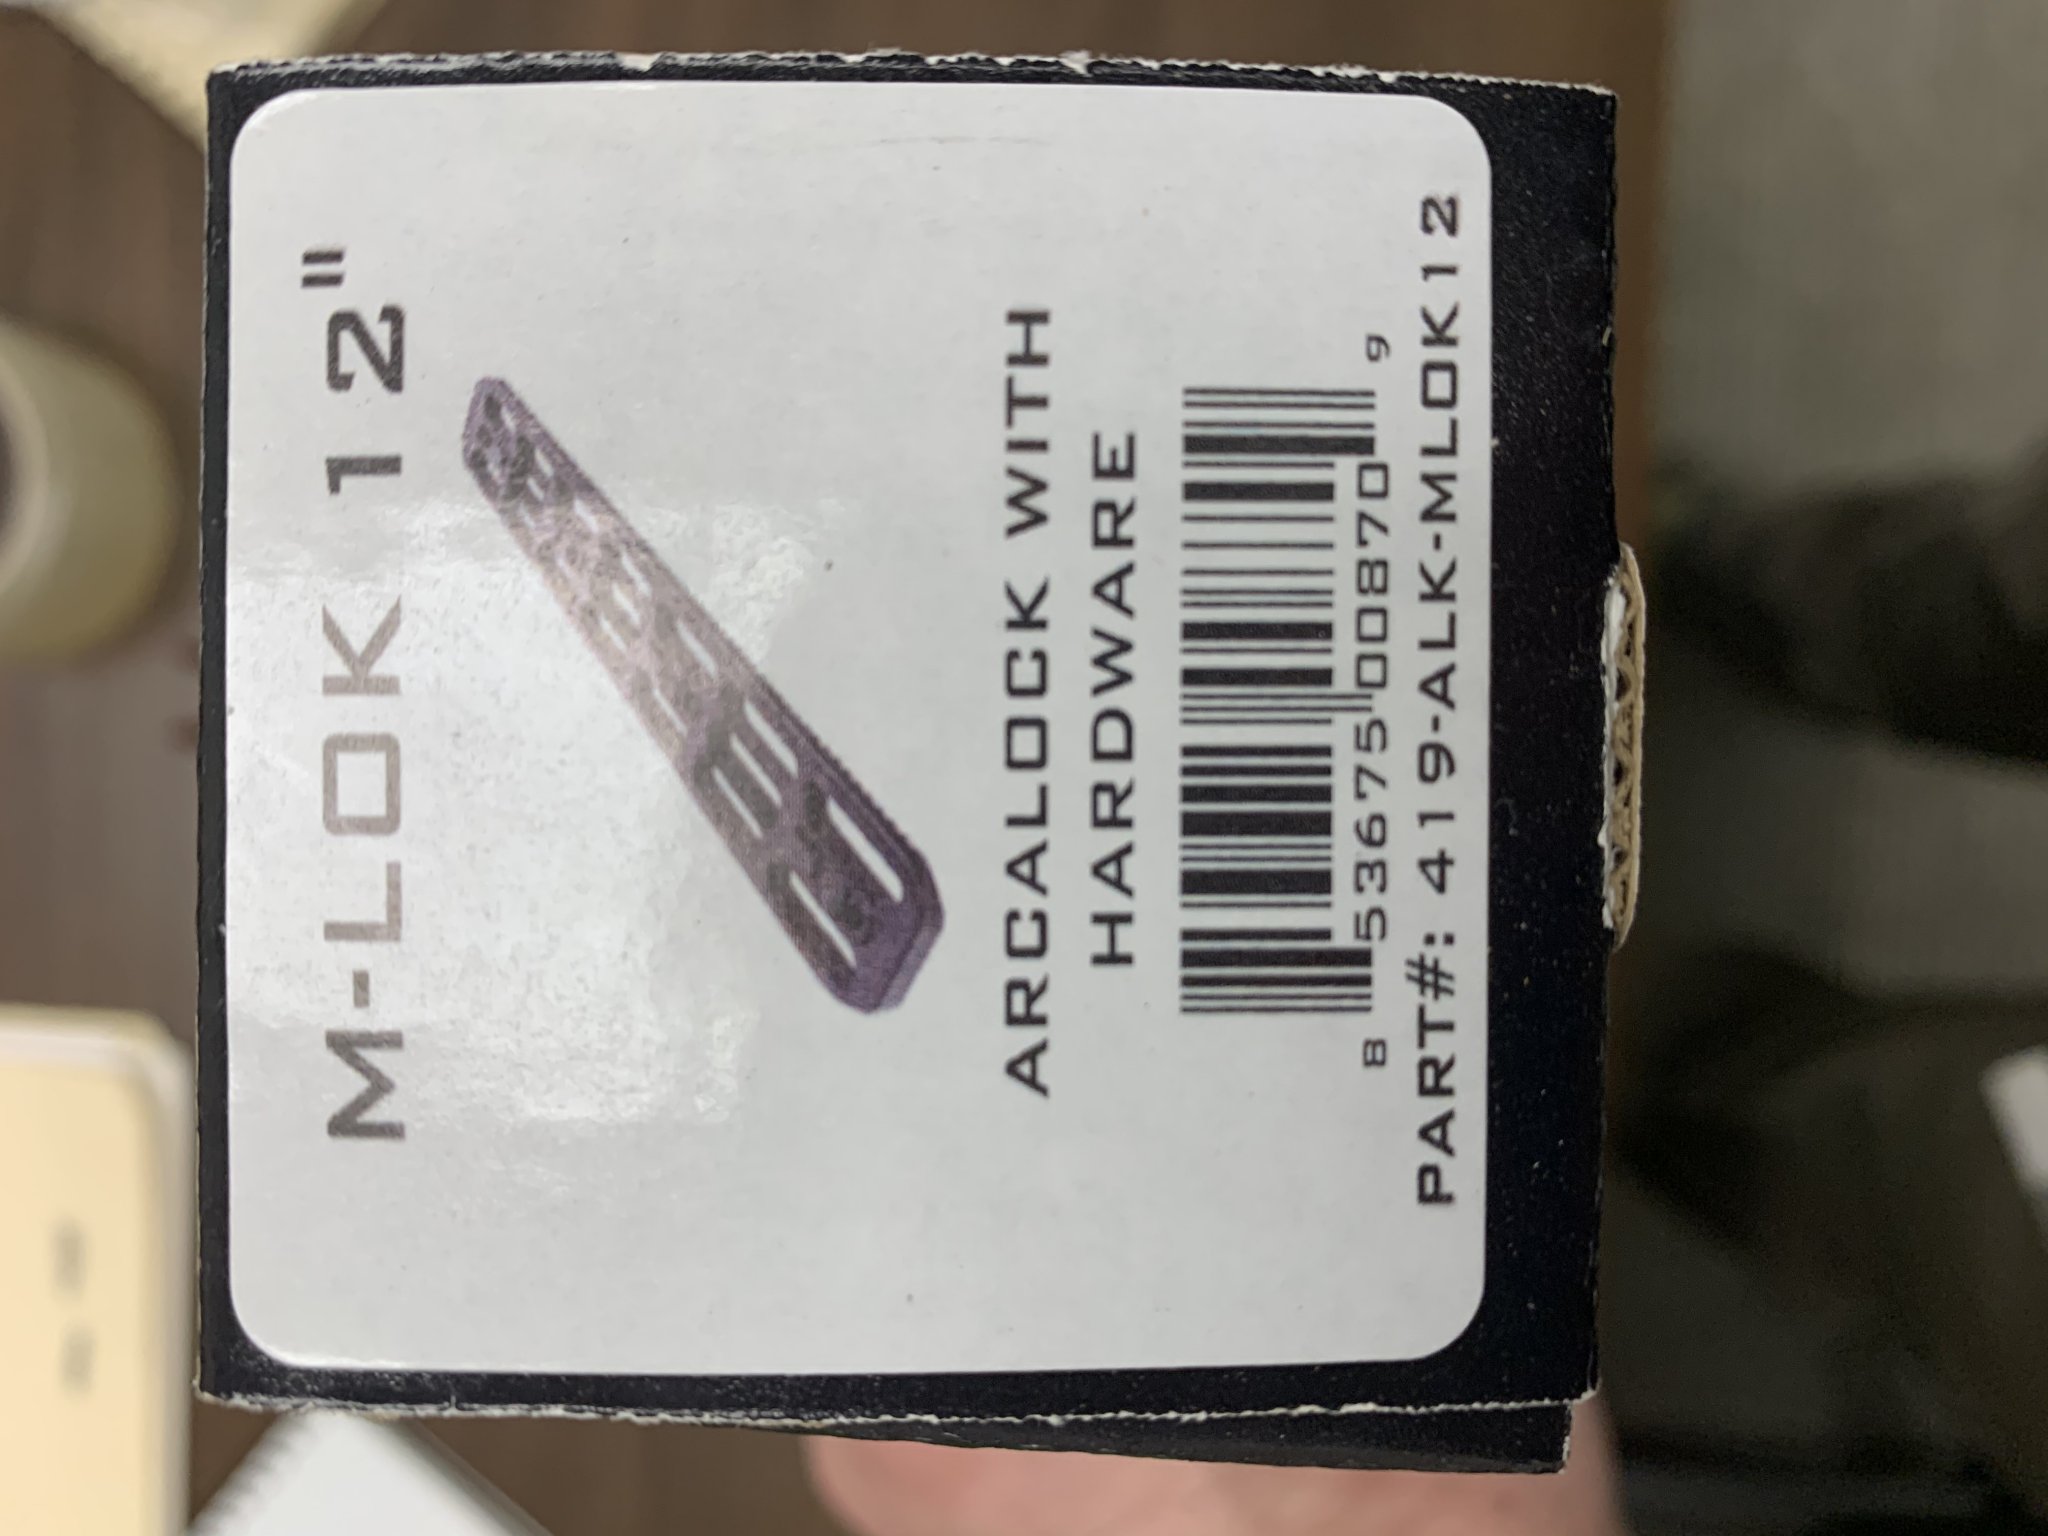 M-LOK 12"
ARCALOCK WITH
HARDWARE
8 53675 00870 9
PART#: 419-ALK-MLOK12